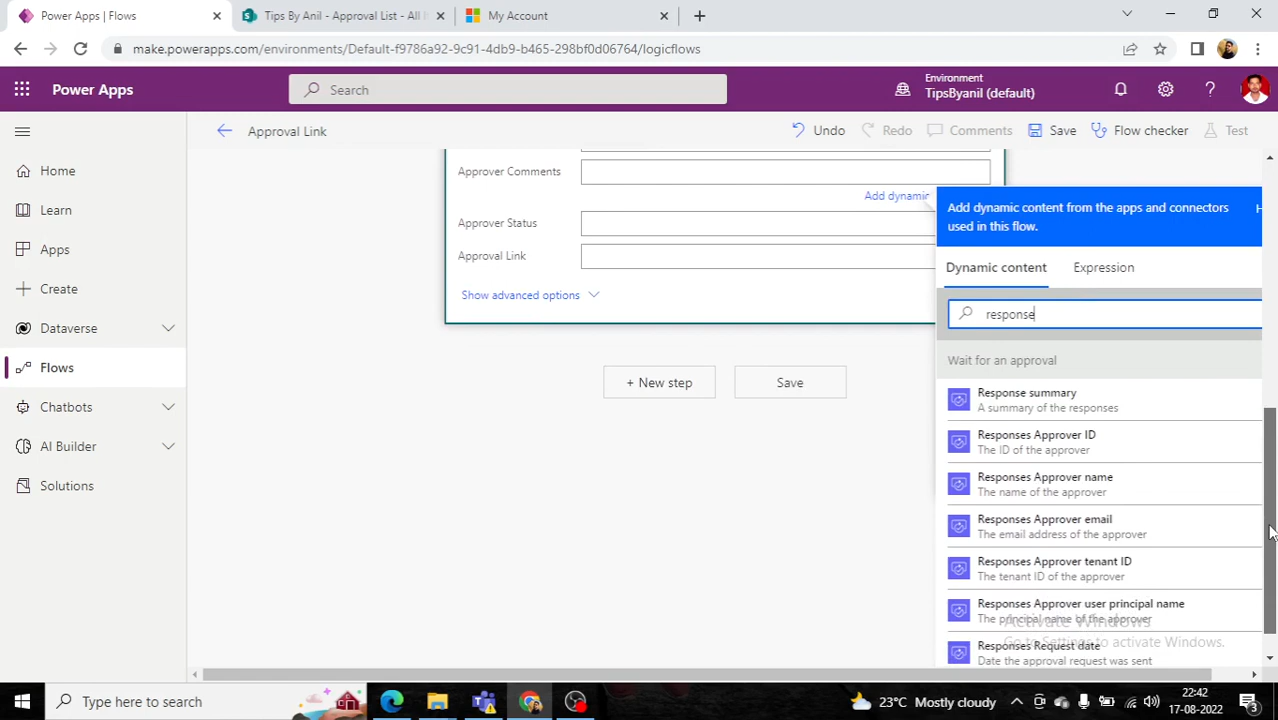 Power Apps | Flows
Tips By Anil - Approval List - All I
My Account
make.powerapps.com/environments/Default-f9786a92-9c91-4db9-b465-298bf0d06764/logicflows
Power Apps
Search
Environment
TipsByanil (default)
Approval Link
Undo
Redo
Comments
Save
Flow checker
Test
Home
Learn
Apps
Create
Dataverse
Flows
Chatbots
AI Builder
Solutions
Approver Comments
Add dynamic
Approver Status
Approval Link
Show advanced options
+ New step
Save
Add dynamic content from the apps and connectors
used in this flow.
H
Dynamic content
Expression
response
Wait for an approval
Response summary
A summary of the responses
Responses Approver ID
The ID of the approver
Responses Approver name
The name of the approver
Responses Approver email
The email address of the approver
Responses Approver tenant ID
The tenant ID of the approver
Responses Approver user principal name
The principal name of the approver
Responses Request date
Date the approval request was sent
Activate Windows
Go to Settings to activate Windows.
Type here to search
23°C Mostly cloudy
22:42
17-08-2022
3